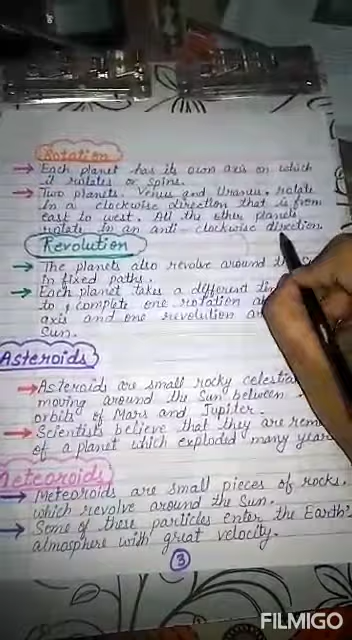 Rotation
→ Each planet has its own axis on which
it rotates or spins.
→ Two planets. Venus and Uranus, rotate
in a clockwise direction that is from
east to west. All the other planets
rotate in an anti-clockwise direction.
Revolution
→ The planets also revolve around
in fixed paths.
→ Each planet takes a different
to complete one rotation
axis and one revolution
Sun.
Asteroids
→ Asteroids are small rocky
moving around the Sun between
orbits of Mars and Jupiter.
→ Scientists believe that they are
of a planet which exploded many
Meteoroids
→ Meteoroids are small pieces of rocks.
which revolve around the Sun.
→ Some of these particles enter the Earth's
atmosphere with great velocity.
3
FILMIGO